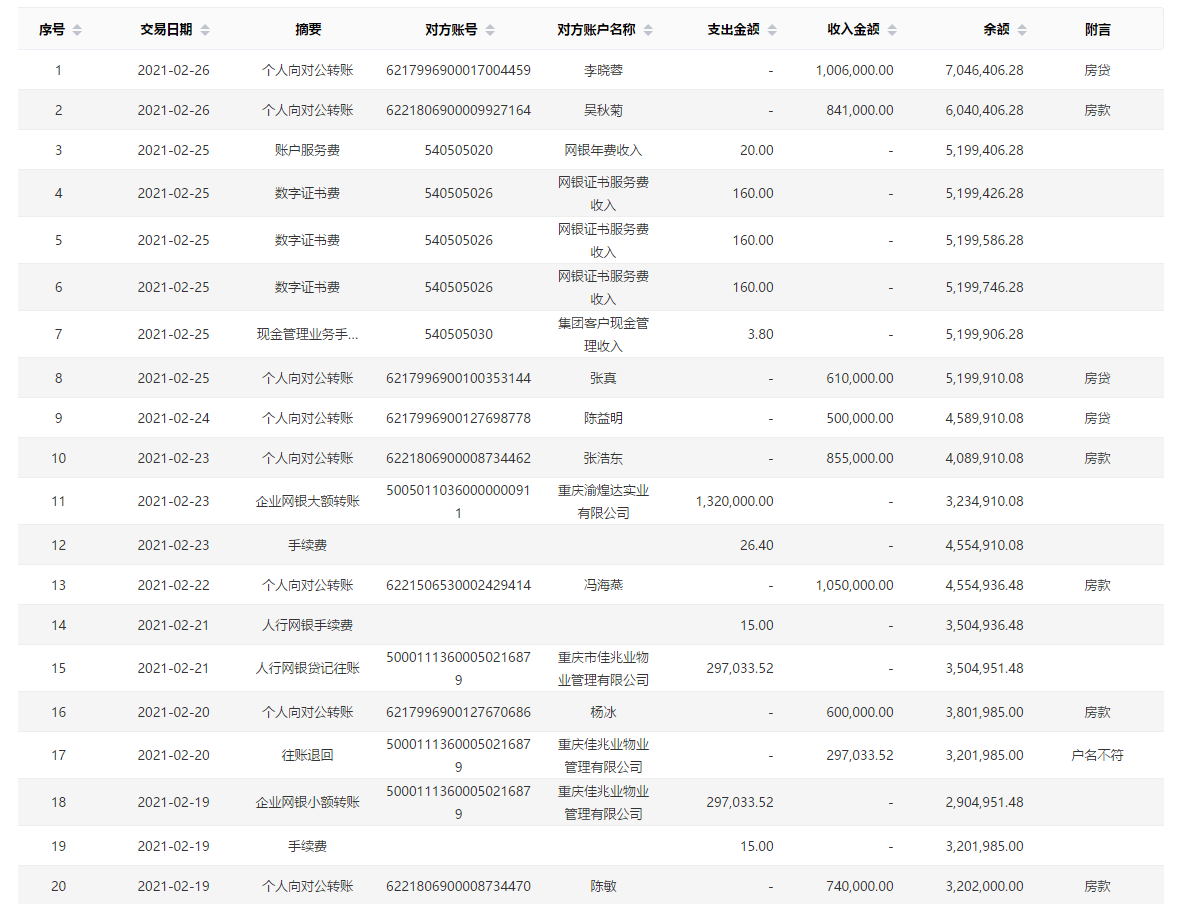 序号 交易日期 摘要 对方账号 对方账户名称 支出金额 收入金额 余额 附言
1 2021-02-26 个人向对公转账 6217996900017004459 李晓蓉 - 1,006,000.00 7,046,406.28 房贷
2 2021-02-26 个人向对公转账 6221806900009927164 吴秋菊 - 841,000.00 6,040,406.28 房款
3 2021-02-25 账户服务费 540505020 网银年费收入 20.00 - 5,199,406.28
4 2021-02-25 数字证书费 540505026 网银证书服务费 160.00 - 5,199,426.28
收入
5 2021-02-25 数字证书费 540505026 网银证书服务费 160.00 - 5,199,586.28
收入
6 2021-02-25 数字证书费 540505026 网银证书服务费 160.00 - 5,199,746.28
收入
7 2021-02-25 现金管理业务手... 540505030 集团客户现金管 3.80 - 5,199,906.28
理收入
8 2021-02-25 个人向对公转账 6217996900100353144 张真 - 610,000.00 5,199,910.08 房贷
9 2021-02-24 个人向对公转账 6217996900127698778 陈益明 - 500,000.00 4,589,910.08 房贷
10 2021-02-23 个人向对公转账 6221806900008734462 张浩东 - 855,000.00 4,089,910.08 房款
11 2021-02-23 企业网银大额转账 5005011036000000091 重庆渝煌达实业 1,320,000.00 - 3,234,910.08
1 有限公司
12 2021-02-23 手续费 26.40 - 4,554,910.08
13 2021-02-22 个人向对公转账 6221506530002429414 冯海燕 - 1,050,000.00 4,554,936.48 房款
14 2021-02-21 人行网银手续费 15.00 - 3,504,936.48
15 2021-02-21 人行网银贷记往账 5000111360005021687 重庆市佳兆业物 297,033.52 - 3,504,951.48
9 业管理有限公司
16 2021-02-20 个人向对公转账 6217996900127670686 杨冰 - 600,000.00 3,801,985.00 房款
17 2021-02-20 往账退回 5000111360005021687 重庆佳兆业物业 - 297,033.52 3,201,985.00 户名不符
9 管理有限公司
18 2021-02-19 企业网银小额转账 5000111360005021687 重庆佳兆业物业 297,033.52 - 2,904,951.48
9 管理有限公司
19 2021-02-19 手续费 15.00 - 3,201,985.00
20 2021-02-19 个人向对公转账 6221806900008734470 陈敏 - 740,000.00 3,202,000.00 房款